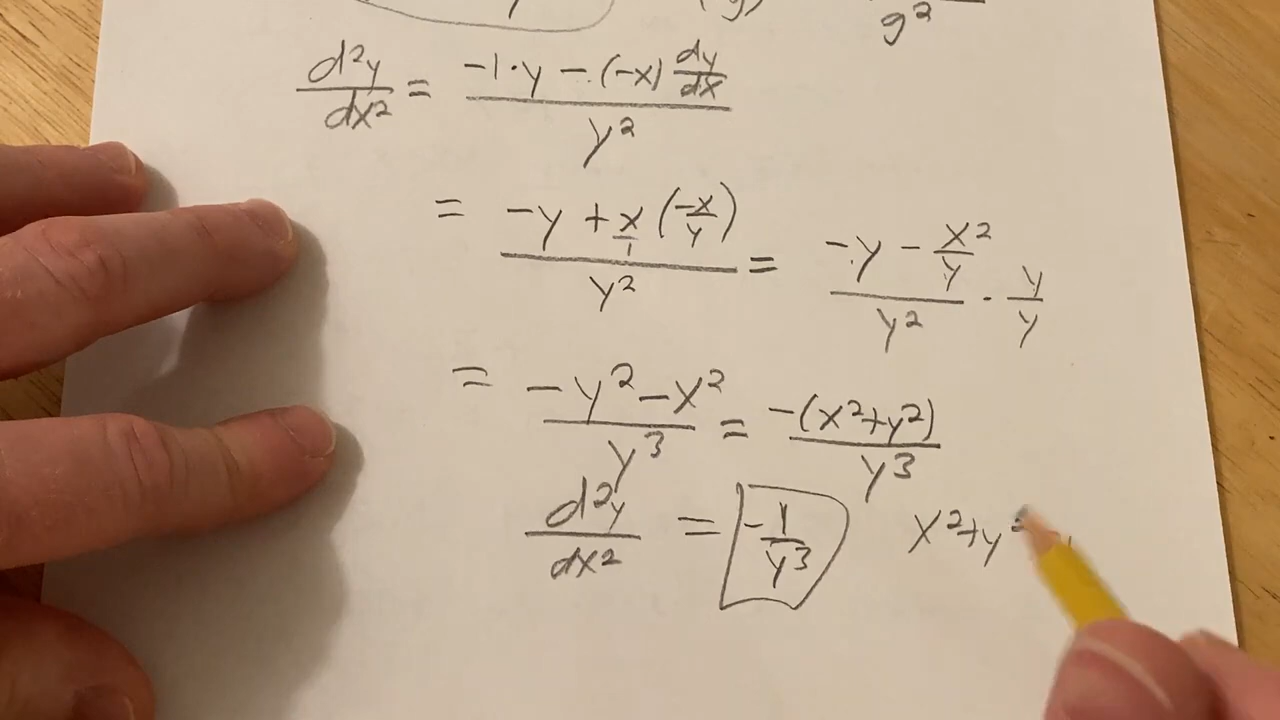 (g) g²
d²y/dx² = (-1·y - (-x) dy/dx)/y²
= (-y + x/1 (-x/y))/y² = (-y - x²/y)/y² · y/y
= (-y² - x²)/y³ = -(x²+y²)/y³
d²y/dx² = -1/y³ x²+y²